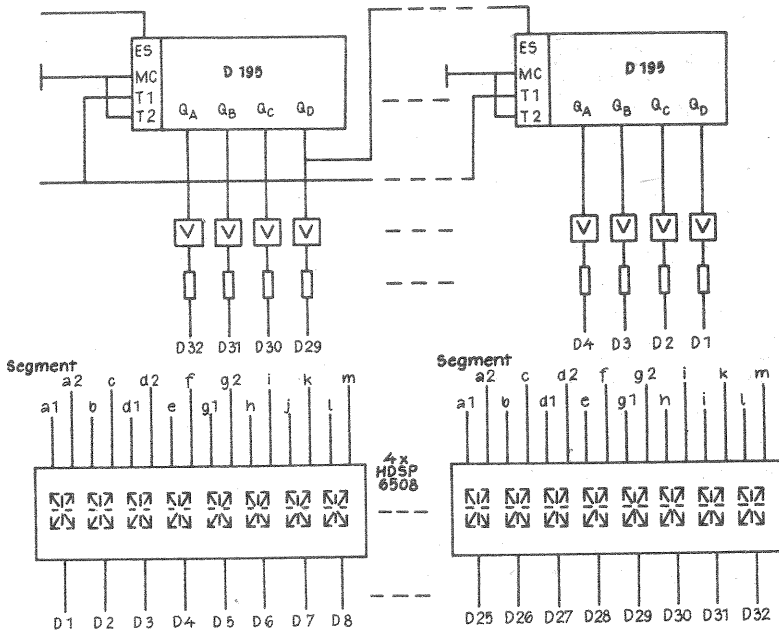 ES
MC
T1
T2
D 195
QA QB QC QD
ES
MC
T1
T2
D 195
QA QB QC QD
V V V V
V V V V
D32 D31 D30 D29
D4 D3 D2 D1
Segment
a2 c d2 f g2 i k m
a1 b d1 e g1 h j l
Segment
a2 c d2 f g2 i k m
a1 b d1 e g1 h i l
4x
HDSP
6508
D1 D2 D3 D4 D5 D6 D7 D8
D25 D26 D27 D28 D29 D30 D31 D32